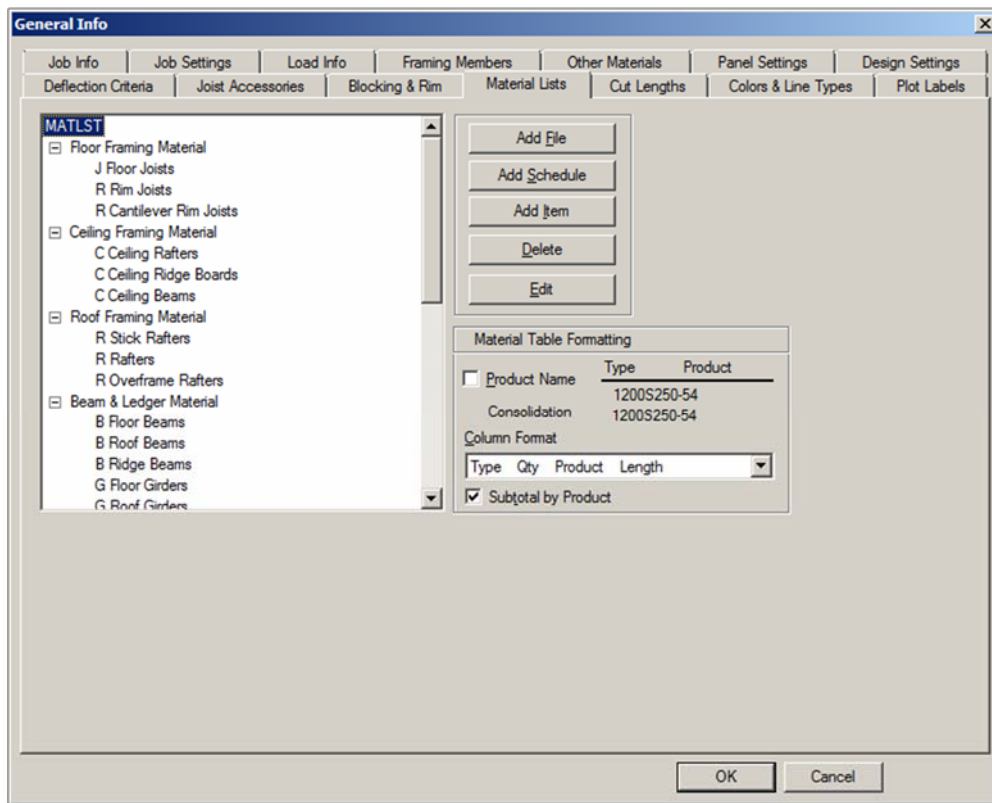 General Info
Job Info Job Settings Load Info Framing Members Other Materials Panel Settings Design Settings
Deflection Criteria Joist Accessories Blocking & Rim Material Lists Cut Lengths Colors & Line Types Plot Labels
MATLST
Floor Framing Material
J Floor Joists
R Rim Joists
R Cantilever Rim Joists
Ceiling Framing Material
C Ceiling Rafters
C Ceiling Ridge Boards
C Ceiling Beams
Roof Framing Material
R Stick Rafters
R Rafters
R Overframe Rafters
Beam & Ledger Material
B Floor Beams
B Roof Beams
B Ridge Beams
G Floor Girders
G Roof Girders
Add File
Add Schedule
Add Item
Delete
Edit
Material Table Formatting
Product Name
Type Product
1200S250-54
Consolidation 1200S250-54
Column Format
Type Qty Product Length
Subtotal by Product
OK Cancel